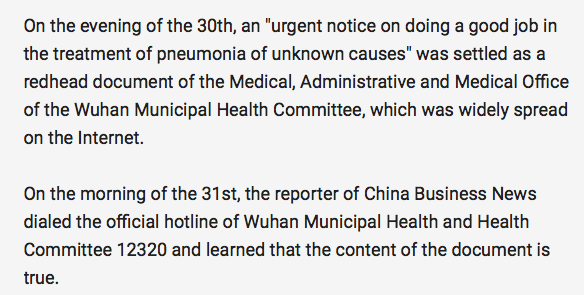 On the evening of the 30th, an "urgent notice on doing a good job in
the treatment of pneumonia of unknown causes" was settled as a
redhead document of the Medical, Administrative and Medical Office
of the Wuhan Municipal Health Committee, which was widely spread
on the Internet.
On the morning of the 31st, the reporter of China Business News
dialed the official hotline of Wuhan Municipal Health and Health
Committee 12320 and learned that the content of the document is
true.